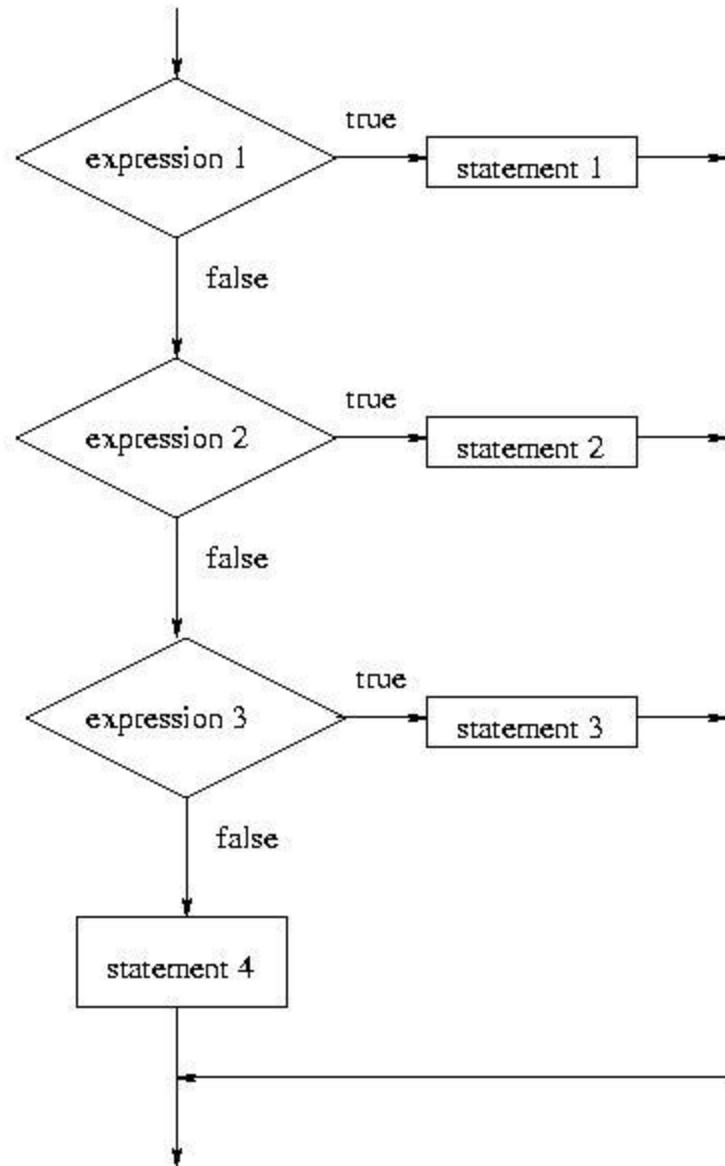 true
expression 1
statement 1
false
true
expression 2
statement 2
false
true
expression 3
statement 3
false
statement 4